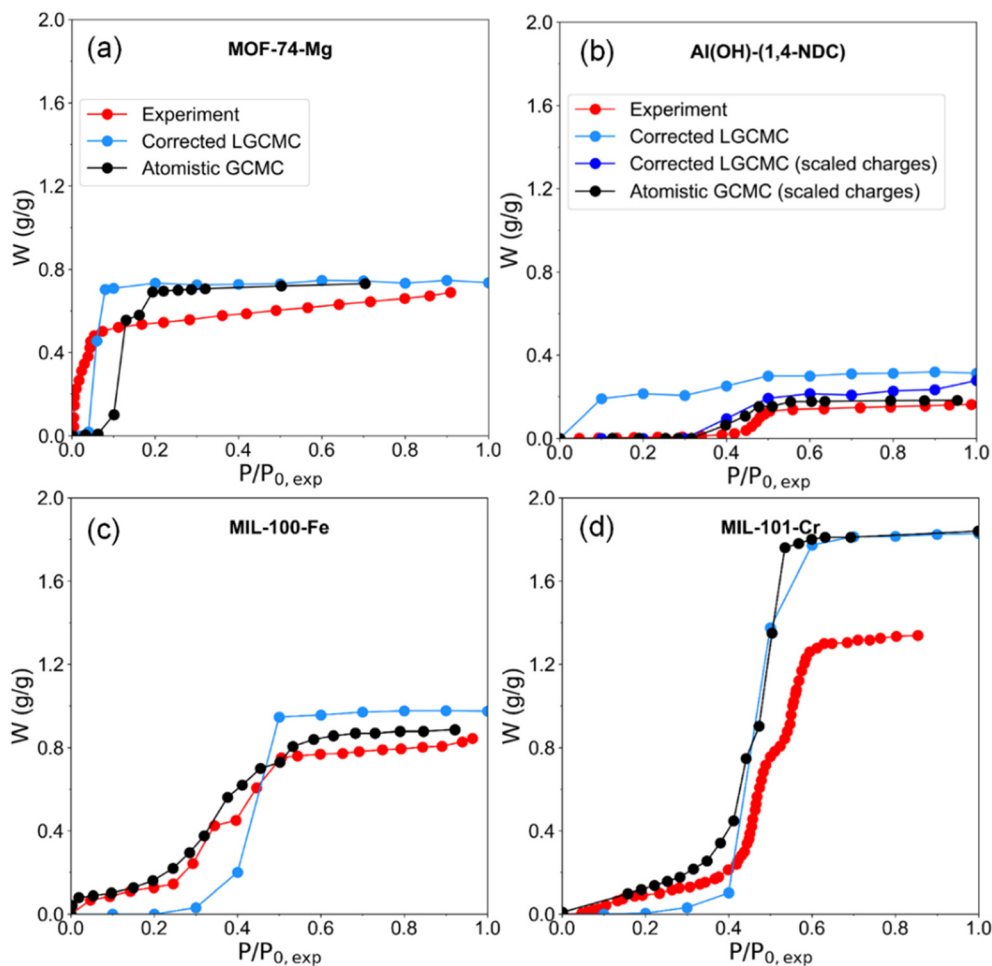 (a)
MOF-74-Mg
Experiment
Corrected LGCMC
Atomistic GCMC
W (g/g)
2.0
1.6
1.2
0.8
0.4
0.0
0.0 0.2 0.4 0.6 0.8 1.0
P/P0, exp
(b)
Al(OH)-(1,4-NDC)
Experiment
Corrected LGCMC
Corrected LGCMC (scaled charges)
Atomistic GCMC (scaled charges)
W (g/g)
2.0
1.6
1.2
0.8
0.4
0.0
0.0 0.2 0.4 0.6 0.8 1.0
P/P0, exp
(c)
MIL-100-Fe
W (g/g)
2.0
1.6
1.2
0.8
0.4
0.0
0.0 0.2 0.4 0.6 0.8 1.0
P/P0, exp
(d)
MIL-101-Cr
W (g/g)
2.0
1.6
1.2
0.8
0.4
0.0
0.0 0.2 0.4 0.6 0.8 1.0
P/P0, exp